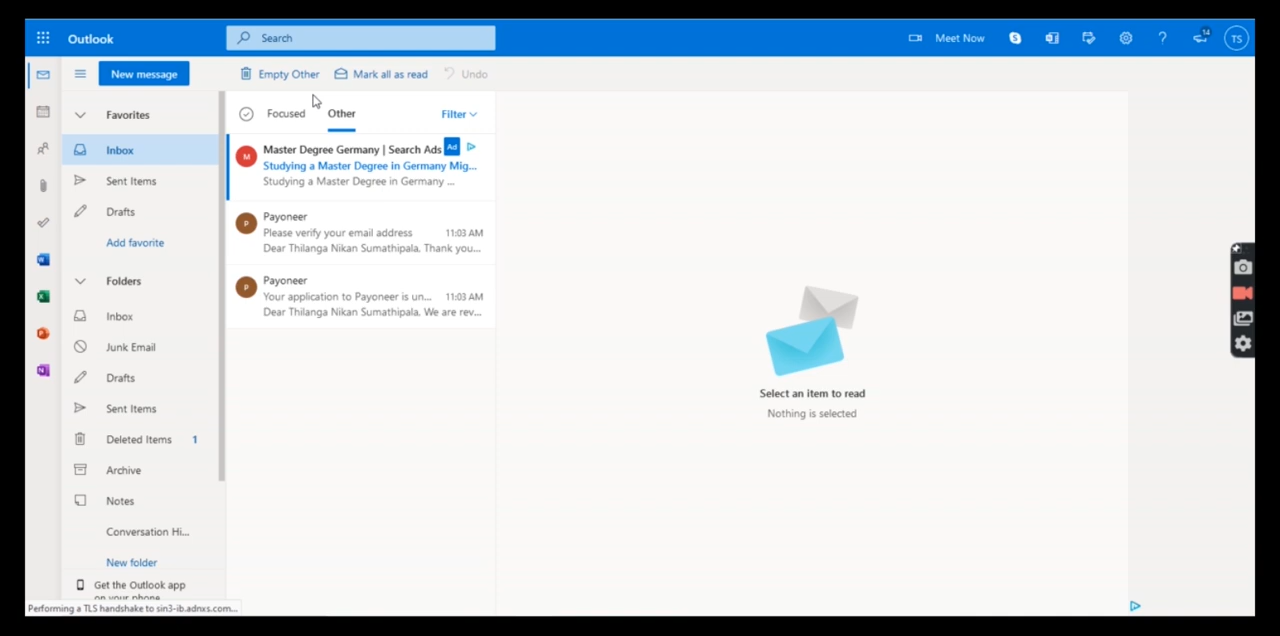 Outlook
Search
Meet Now
14
TS
New message
Empty Other
Mark all as read
Undo
Favorites
Inbox
Sent Items
Drafts
Add favorite
Folders
Inbox
Junk Email
Drafts
Sent Items
Deleted Items 1
Archive
Notes
Conversation Hi...
New folder
Get the Outlook app
on your phone
Performing a TLS handshake to sin3-ib.adnxs.com...
Focused
Other
Filter
M
Master Degree Germany | Search Ads Ad
Studying a Master Degree in Germany Mig...
Studying a Master Degree in Germany ...
P
Payoneer
Please verify your email address 11:03 AM
Dear Thilanga Nikan Sumathipala, Thank you...
P
Payoneer
Your application to Payoneer is un... 11:03 AM
Dear Thilanga Nikan Sumathipala, We are rev...
Select an item to read
Nothing is selected